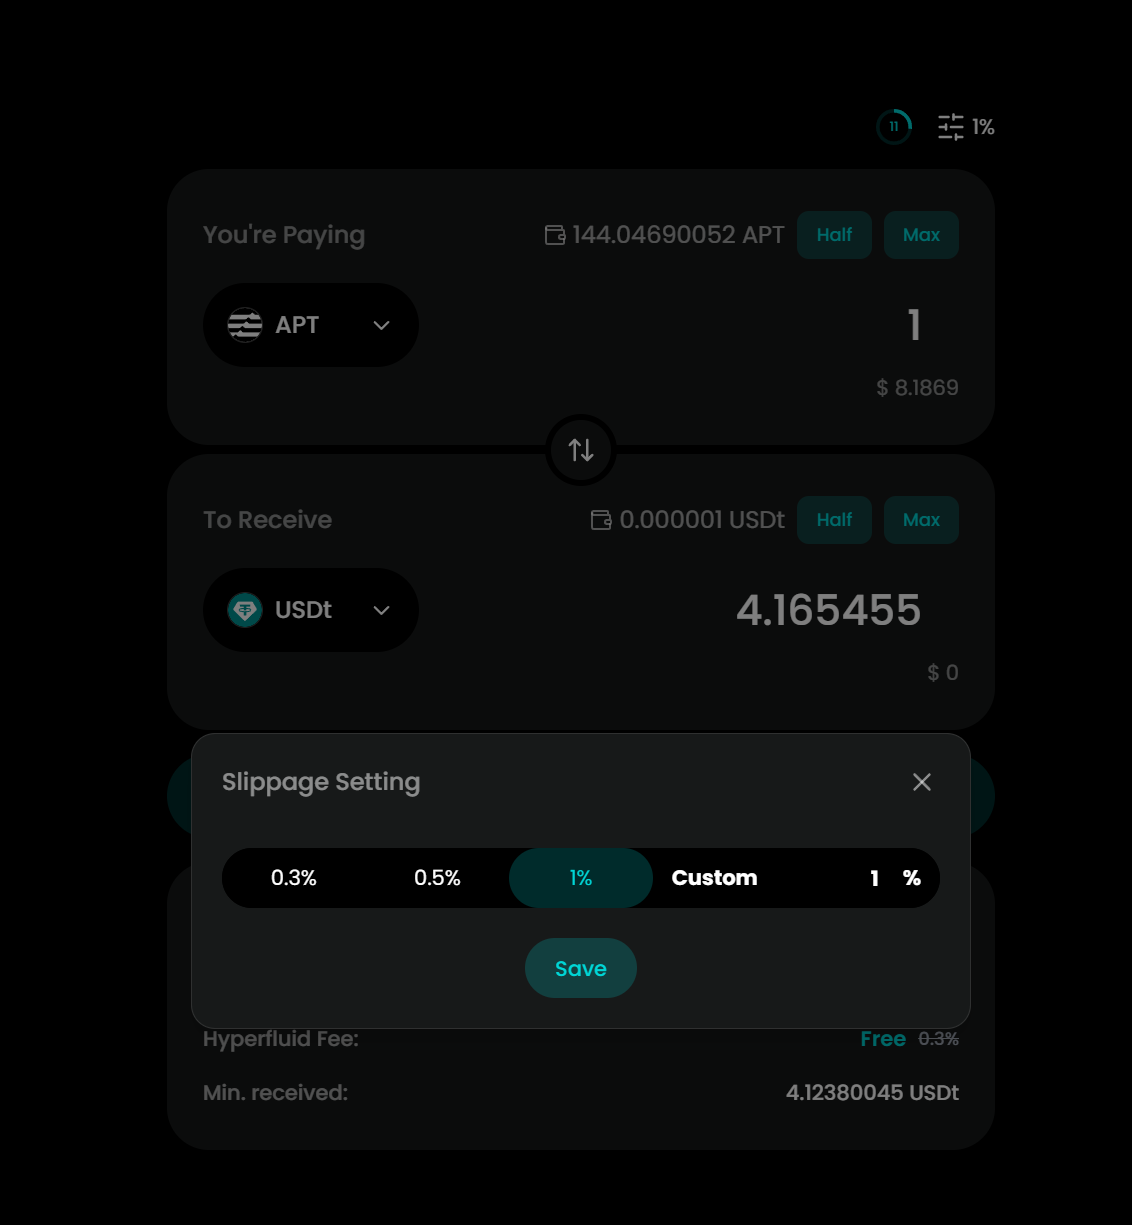 11 1%
You're Paying 144.04690052 APT Half Max
APT 1
$ 8.1869
To Receive 0.000001 USDt Half Max
USDt 4.165455
$ 0
Slippage Setting
0.3% 0.5% 1% Custom 1 %
Save
Hyperfluid Fee: Free 0.3%
Min. received: 4.12380045 USDt